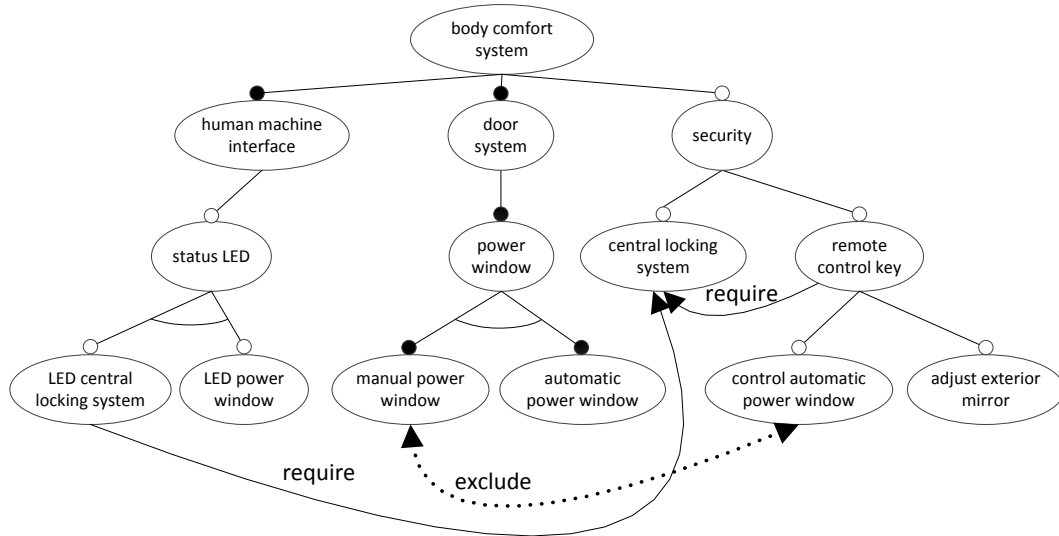 body comfort
system
human machine
interface
door
system
security
status LED
power
window
central locking
system
remote
control key
require
LED central
locking system
LED power
window
manual power
window
automatic
power window
control automatic
power window
adjust exterior
mirror
require
exclude